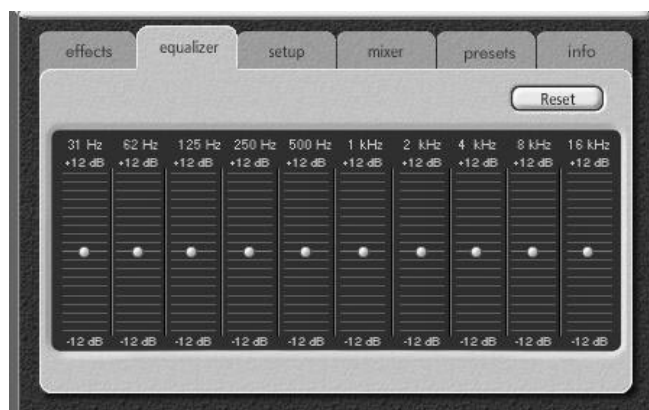 effects equalizer setup mixer presets info
Reset
31 Hz 62 Hz 125 Hz 250 Hz 500 Hz 1 kHz 2 kHz 4 kHz 8 kHz 16 kHz
+12 dB +12 dB +12 dB +12 dB +12 dB +12 dB +12 dB +12 dB +12 dB +12 dB
-12 dB -12 dB -12 dB -12 dB -12 dB -12 dB -12 dB -12 dB -12 dB -12 dB